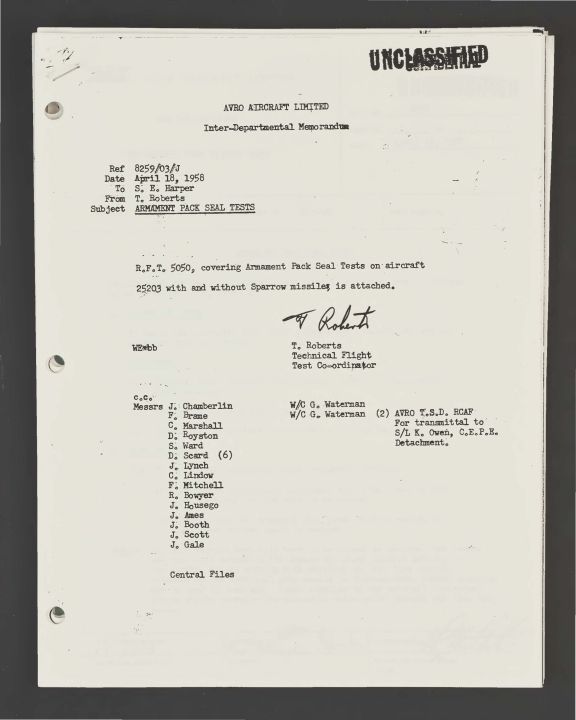 UNCLASSIFIED
AVRO AIRCRAFT LIMITED
Inter-Departmental Memorandum
Ref 8259/03/J
Date April 18, 1958
To S. E. Harper
From T. Roberts
Subject ARMAMENT PACK SEAL TESTS
R.F.T. 5050, covering Armament Pack Seal Tests on aircraft
25203 with and without Sparrow missiles is attached.
T Roberts
WE*bb
T. Roberts
Technical Flight
Test Co-ordinator
c.c.
Messrs J. Chamberlin
F. Brame
C. Marshall
D. Royston
S. Ward
D. Scard (6)
J. Lynch
C. Lindow
F. Mitchell
R. Bowyer
J. Housego
J. Ames
J. Booth
J. Scott
J. Gale
W/C G. Waterman
W/C G. Waterman (2) AVRO T.S.D. RCAF
For transmittal to
S/L K. Owen, C.E.P.E.
Detachment.
Central Files